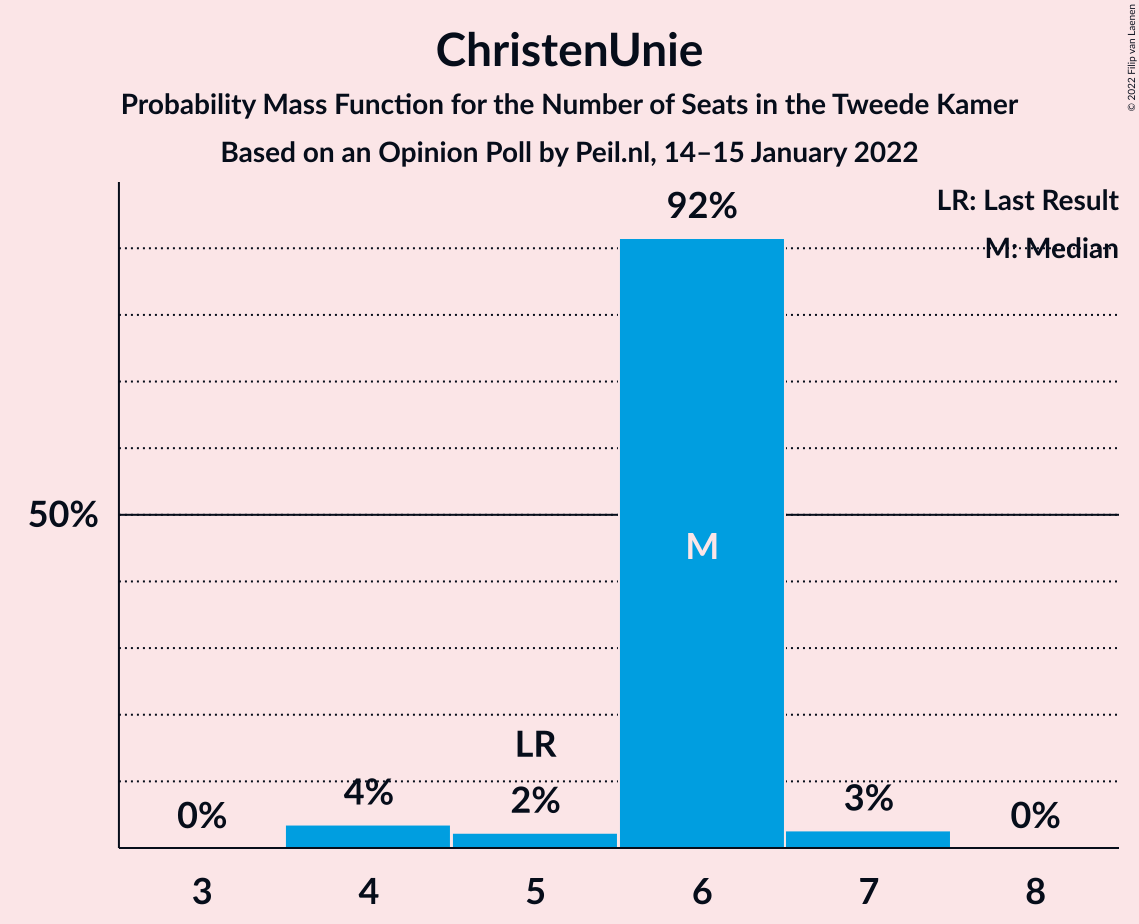 ChristenUnie
Probability Mass Function for the Number of Seats in the Tweede Kamer
Based on an Opinion Poll by Peil.nl, 14–15 January 2022
© 2022 Filip van Laenen
LR: Last Result
M: Median
92%
50%
M
LR
0%
4%
2%
3%
0%
3
4
5
6
7
8